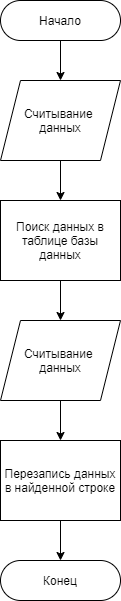 Начало
Считывание
данных
Поиск данных в
таблице базы
данных
Считывание
данных
Перезапись данных
в найденной строке
Конец